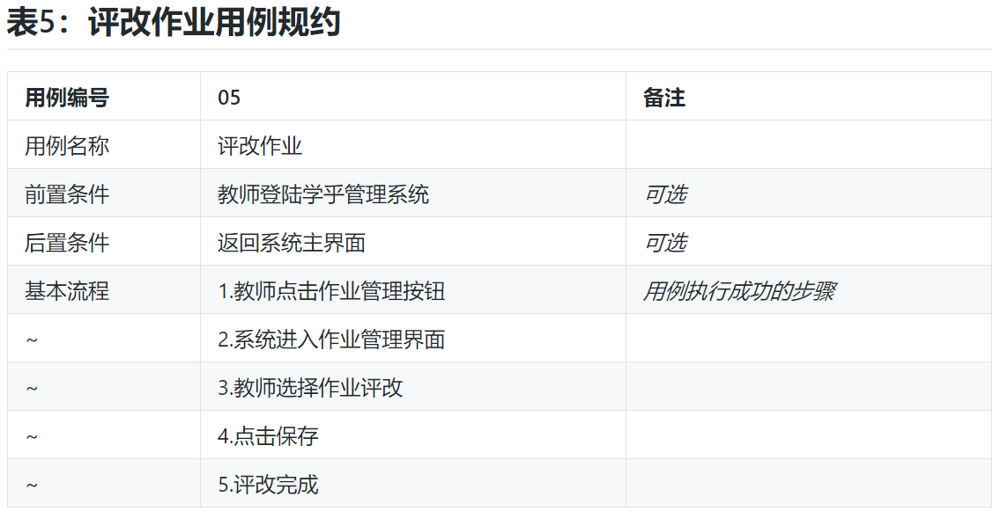 表5：评改作业用例规约
用例编号 05 备注
用例名称 评改作业
前置条件 教师登陆学乎管理系统 可选
后置条件 返回系统主界面 可选
基本流程 1.教师点击作业管理按钮 用例执行成功的步骤
~ 2.系统进入作业管理界面
~ 3.教师选择作业评改
~ 4.点击保存
~ 5.评改完成